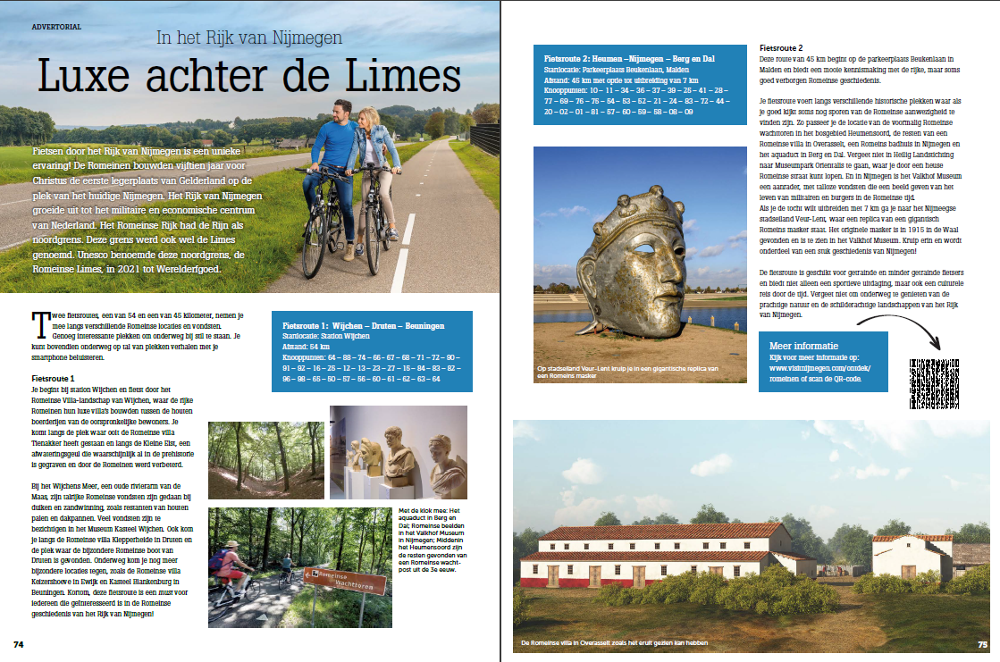 ADVERTORIAL
In het Rijk van Nijmegen
Luxe achter de Limes
Fietsen door het Rijk van Nijmegen is een unieke
ervaring! De Romeinen bouwden vijftien jaar voor
Christus de eerste legerplaats van Gelderland op de
plek van het huidige Nijmegen. Het Rijk van Nijmegen
groeide uit tot het militaire en economische centrum
van Nederland. Het Romeinse Rijk had de Rijn als
noordgrens. Deze grens werd ook wel de Limes
genoemd. Unesco benoemde deze noordgrens, de
Romeinse Limes, in 2021 tot Werelderfgoed.
Twee fietsroutes, een van 54 en een van 45 kilometer, nemen je
mee langs verschillende Romeinse locaties en vondsten.
Genoeg interessante plekken om onderweg bij stil te staan. Je
kunt bovendien onderweg op tal van plekken verhalen met je
smartphone beluisteren.
Fietsroute 1
Je begint bij station Wijchen en fietst door het
Romeinse Villa-landschap van Wijchen, waar de rijke
Romeinen hun luxe villa's bouwden tussen de houten
boerderijen van de oorspronkelijke bewoners. Je
komt langs de plek waar ooit de Romeinse villa
Tienakker heeft gestaan en langs de Kleine Elst, een
afwateringsgeul die waarschijnlijk al in de prehistorie
is gegraven en door de Romeinen werd verbeterd.
Bij het Wijchens Meer, een oude rivierarm van de
Maas, zijn talrijke Romeinse vondsten zijn gedaan bij
duiken en zandwinning, zoals restanten van houten
palen en dakpannen. Veel vondsten zijn te
bezichtigen in het Museum Kasteel Wijchen. Ook kom
je langs de Romeinse villa Klepperheide in Druten en
de plek waar de bijzondere Romeinse boot van
Druten is gevonden. Onderweg kom je nog meer
bijzondere locaties tegen, zoals de Romeinse villa
Keizershoeve in Ewijk en Kasteel Blankenburg in
Beuningen. Kortom, deze fietsroute is een must voor
iedereen die geïnteresseerd is in de Romeinse
geschiedenis van het Rijk van Nijmegen!
74
Fietsroute 1: Wijchen – Druten – Beuningen
Startlocatie: Station Wijchen
Afstand: 54 km
Knooppunten: 64 – 88 – 74 – 66 – 67 – 68 – 71 – 72 – 90 –
91 – 92 – 16 – 25 – 12 – 13 – 23 – 27 – 15 – 84 – 83 – 82 –
96 – 98 – 65 – 50 – 57 – 56 – 60 – 61 – 62 – 63 – 64
Romeinse
Wachttoren
Met de klok mee: Het
aquaduct in Berg en
Dal; Romeinse beelden
in het Valkhof Museum
in Nijmegen; Middenin
het Heumensoord zijn
de resten gevonden van
een Romeinse wacht-
post uit de 3e eeuw.
Fietsroute 2: Heumen –Nijmegen – Berg en Dal
Startlocatie: Parkeerplaats Beukenlaan, Malden
Afstand: 45 km met optie tot uitbreiding van 7 km
Knooppunten: 10 – 11 – 34 – 36 – 37 – 39 – 25 – 41 – 28 –
77 – 69 – 76 – 75 – 54 – 53 – 52 – 21 – 24 – 83 – 72 – 44 –
20 – 02 – 01 – 81 – 57 – 60 – 59 – 58 – 08 – 09
Op stadseiland Veur-Lent kruip je in een gigantische replica van
een Romeins masker
Fietsroute 2
Deze route van 45 km begint op de parkeerplaats Beukenlaan in
Malden en biedt een mooie kennismaking met de rijke, maar soms
goed verborgen Romeinse geschiedenis.
Je fietsroute voert langs verschillende historische plekken waar als
je goed kijkt soms nog sporen van de Romeinse aanwezigheid te
vinden zijn. Zo passeer je de locatie van de voormalig Romeinse
wachttoren in het bosgebied Heumensoord, de resten van een
Romeinse villa in Overasselt, een Romeins badhuis in Nijmegen en
het aquaduct in Berg en Dal. Vergeet niet in Heilig Landstichting
naar Museumpark Orientalis te gaan, waar je door een heuse
Romeinse straat kunt lopen. En in Nijmegen is het Valkhof Museum
een aanrader, met talloze vondsten die een beeld geven van het
leven van militairen en burgers in de Romeinse tijd.
Als je de tocht wilt uitbreiden met 7 km ga je naar het Nijmeegse
stadseiland Veur-Lent, waar een replica van een gigantisch
Romeins masker staat. Het originele masker is in 1915 in de Waal
gevonden en is te zien in het Valkhof Museum. Kruip erin en wordt
onderdeel van een stuk geschiedenis van Nijmegen!
De fietsroute is geschikt voor getrainde en minder getrainde fietsers
en biedt niet alleen een sportieve uitdaging, maar ook een culturele
reis door de tijd. Vergeet niet om onderweg te genieten van de
prachtige natuur en de schilderachtige landschappen van het Rijk
van Nijmegen.
Meer informatie
Kijk voor meer informatie op:
www.visitnijmegen.com/ontdek/
romeinen of scan de QR-code.
De Romeinse villa in Overasselt zoals het eruit gezien kan hebben
75